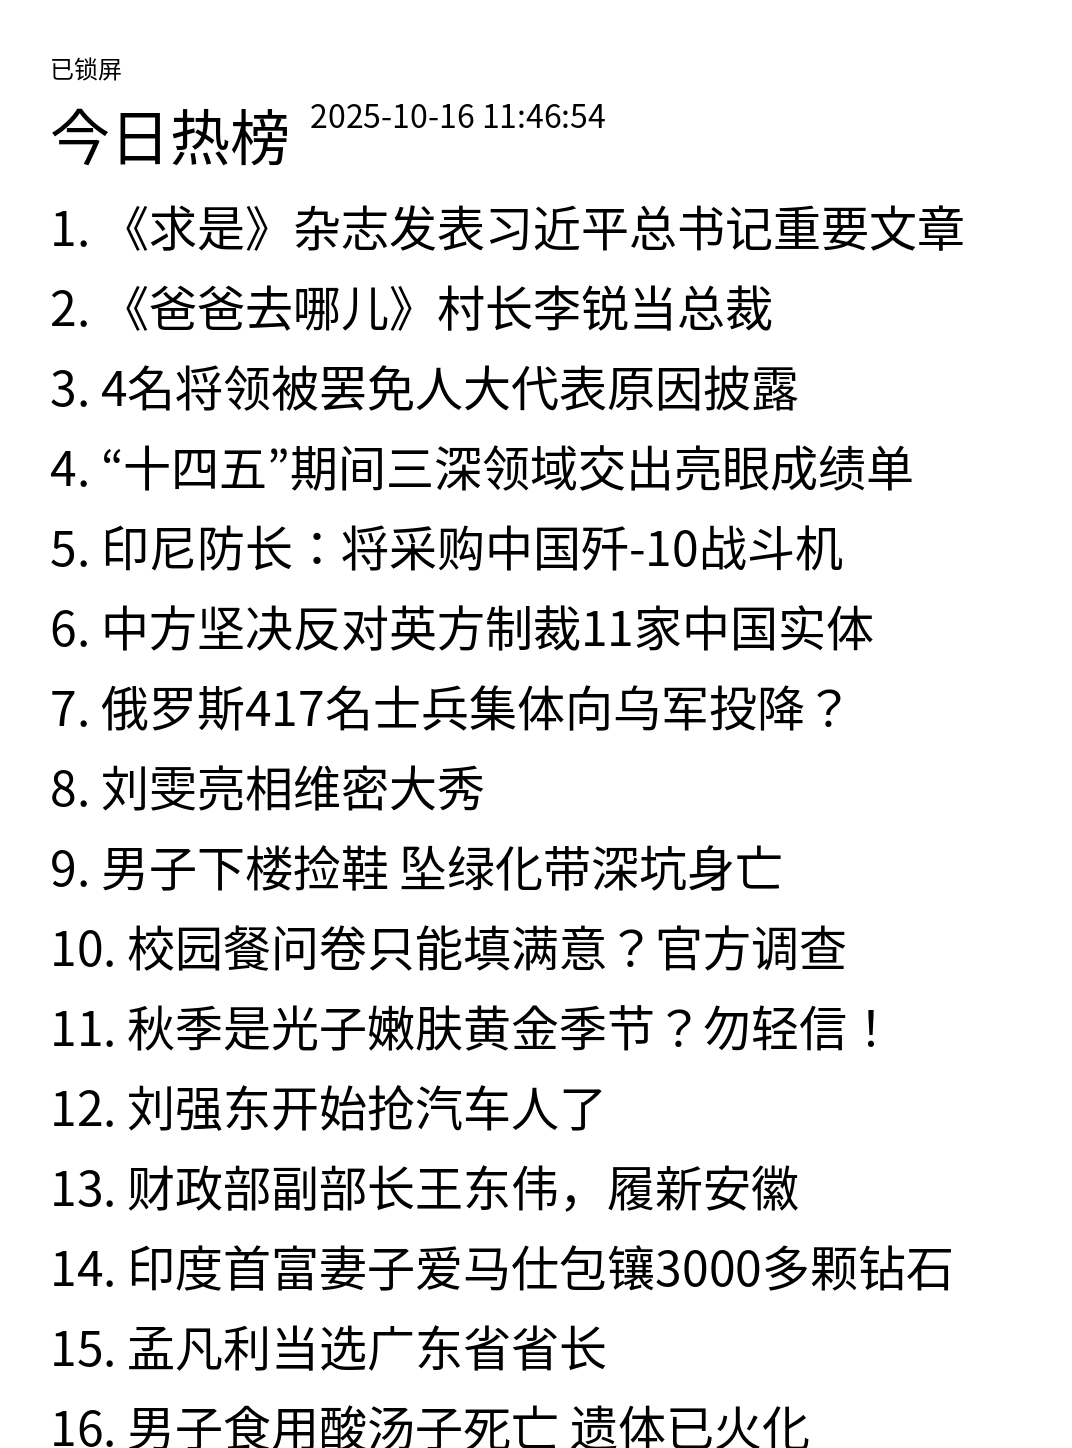 已锁屏
今日热榜 2025-10-16 11:46:54
1. 《求是》杂志发表习近平总书记重要文章
2. 《爸爸去哪儿》村长李锐当总裁
3. 4名将领被罢免人大代表原因披露
4. “十四五”期间三深领域交出亮眼成绩单
5. 印尼防长：将采购中国歼-10战斗机
6. 中方坚决反对英方制裁11家中国实体
7. 俄罗斯417名士兵集体向乌军投降？
8. 刘雯亮相维密大秀
9. 男子下楼捡鞋 坠绿化带深坑身亡
10. 校园餐问卷只能填满意？官方调查
11. 秋季是光子嫩肤黄金季节？勿轻信！
12. 刘强东开始抢汽车人了
13. 财政部副部长王东伟，履新安徽
14. 印度首富妻子爱马仕包镶3000多颗钻石
15. 孟凡利当选广东省省长
16. 男子食用酸汤子死亡 遗体已火化